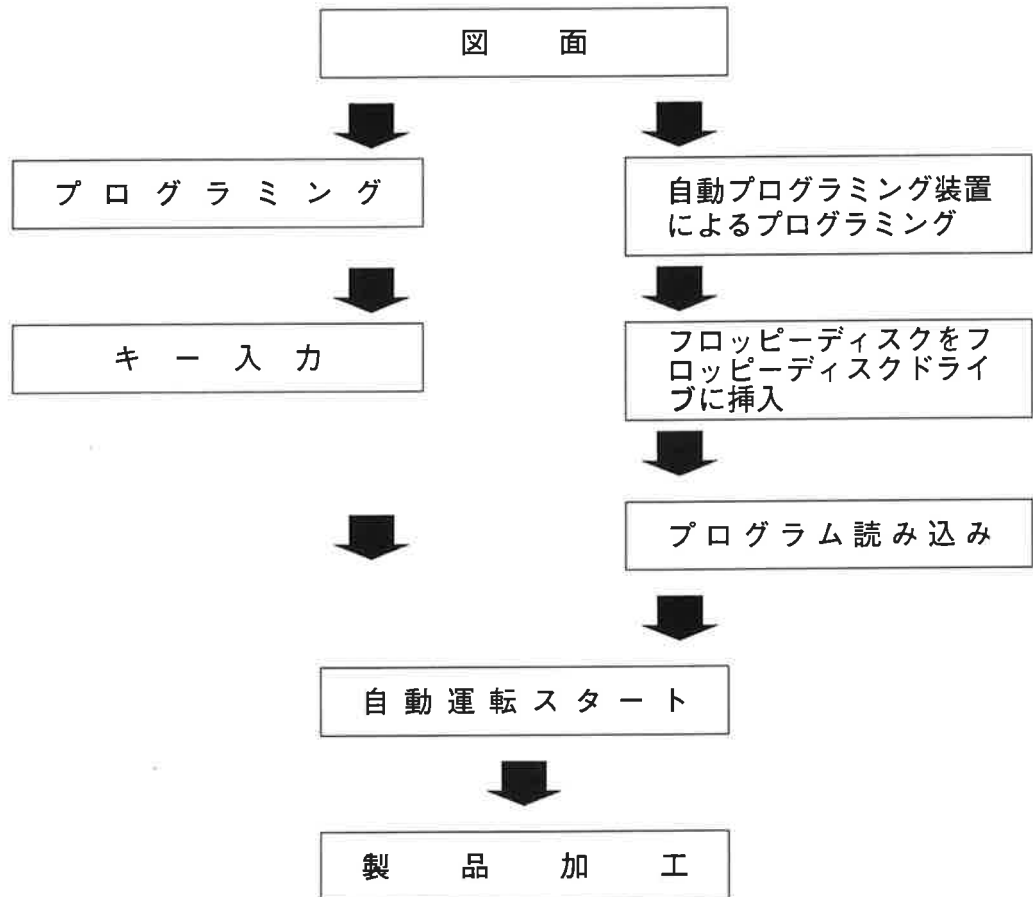 図面
プログラミング
自動プログラミング装置
によるプログラミング
キー入力
フロッピーディスクをフ
ロッピーディスクドライ
ブに挿入
プログラム読み込み
自動運転スタート
製品加工